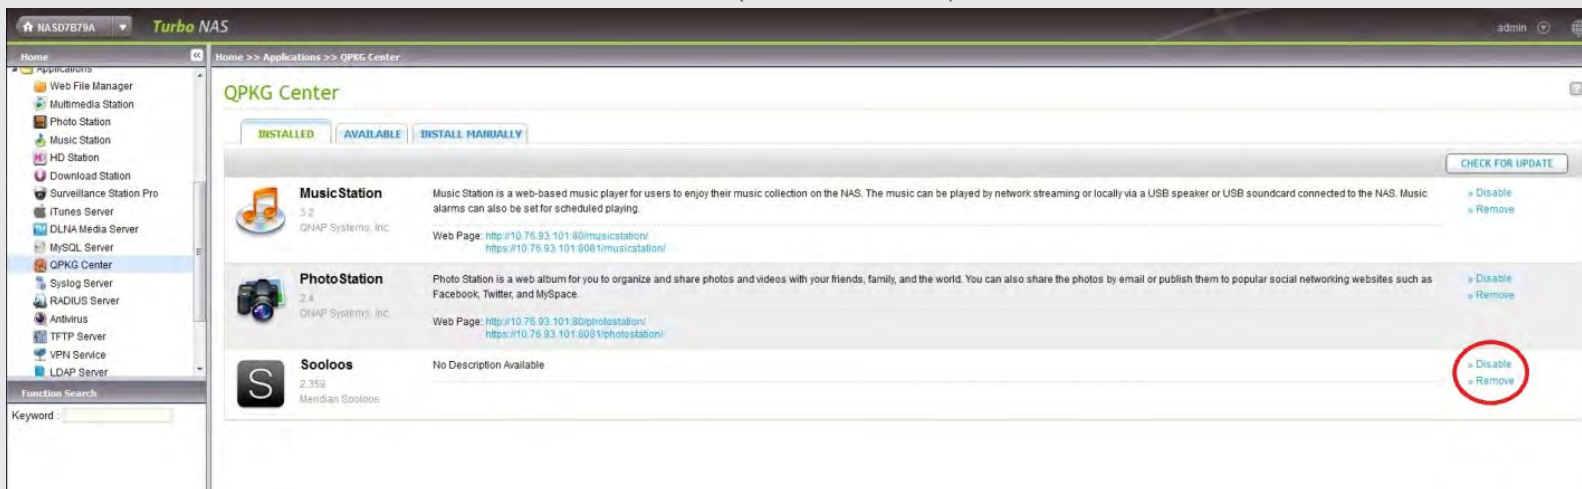 NASD7B79A
Turbo NAS
admin
Home
Home >> Applications >> QPKG Center
Applications
Web File Manager
Multimedia Station
Photo Station
Music Station
HD Station
Download Station
Surveillance Station Pro
iTunes Server
DLNA Media Server
MySQL Server
QPKG Center
Syslog Server
RADIUS Server
Antivirus
TFTP Server
VPN Service
LDAP Server
Function Search
Keyword :
QPKG Center
INSTALLED
AVAILABLE
INSTALL MANUALLY
CHECK FOR UPDATE
MusicStation
3.2
QNAP Systems, Inc.
Music Station is a web-based music player for users to enjoy their music collection on the NAS. The music can be played by network streaming or locally via a USB speaker or USB soundcard connected to the NAS. Music
alarms can also be set for scheduled playing.
Web Page: http://10.76.93.101:80/musicstation/
https://10.76.93.101:8081/musicstation/
» Disable
» Remove
PhotoStation
2.4
QNAP Systems, Inc.
Photo Station is a web album for you to organize and share photos and videos with your friends, family, and the world. You can also share the photos by email or publish them to popular social networking websites such as
Facebook, Twitter, and MySpace.
Web Page: http://10.76.93.101:80/photostation/
https://10.76.93.101:8081/photostation/
» Disable
» Remove
S
Sooloos
2.359
Meridian Sooloos
No Description Available
» Disable
» Remove